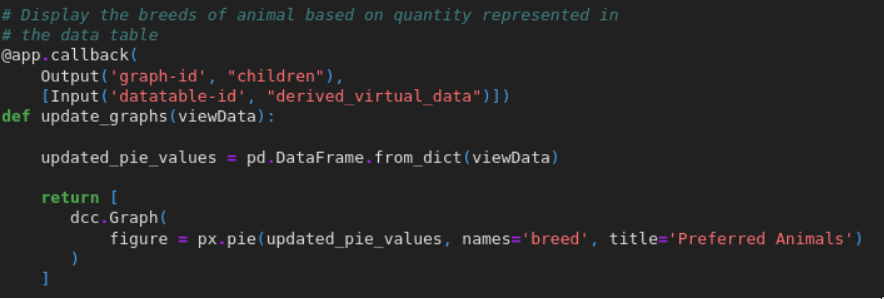 # Display the breeds of animal based on quantity represented in
# the data table
@app.callback(
    Output('graph-id', "children"),
    [Input('datatable-id', "derived_virtual_data")])
def update_graphs(viewData):
    updated_pie_values = pd.DataFrame.from_dict(viewData)
    return [
       dcc.Graph(
           figure = px.pie(updated_pie_values, names='breed', title='Preferred Animals')
       )
    ]